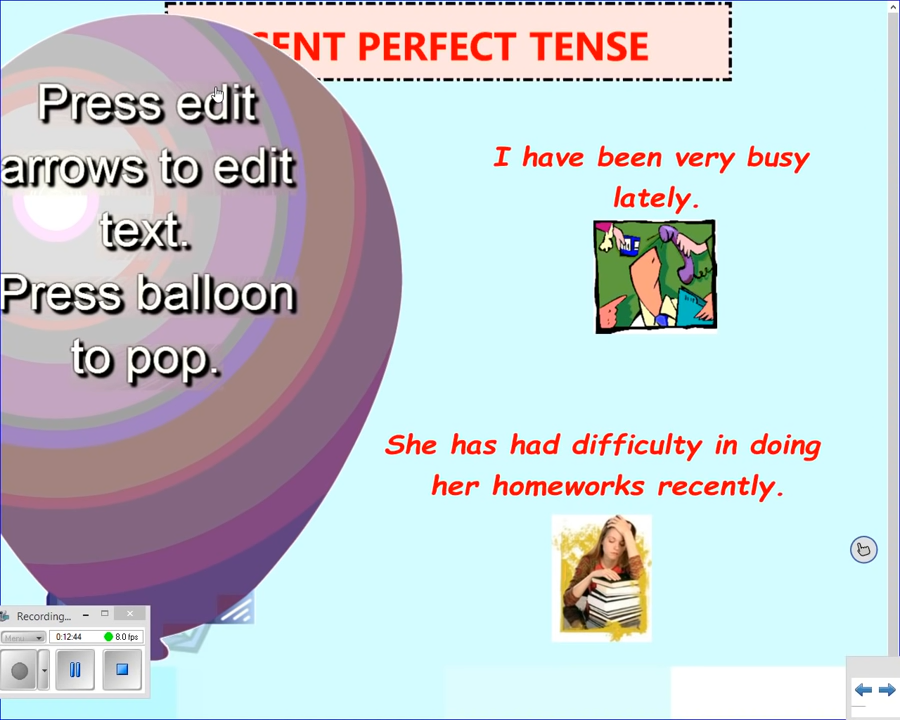 SENT PERFECT TENSE
Press edit
arrows to edit
text.
Press balloon
to pop.
I have been very busy
lately.
She has had difficulty in doing
her homeworks recently.
Recording...
Menu
0:12:44 8.0 fps